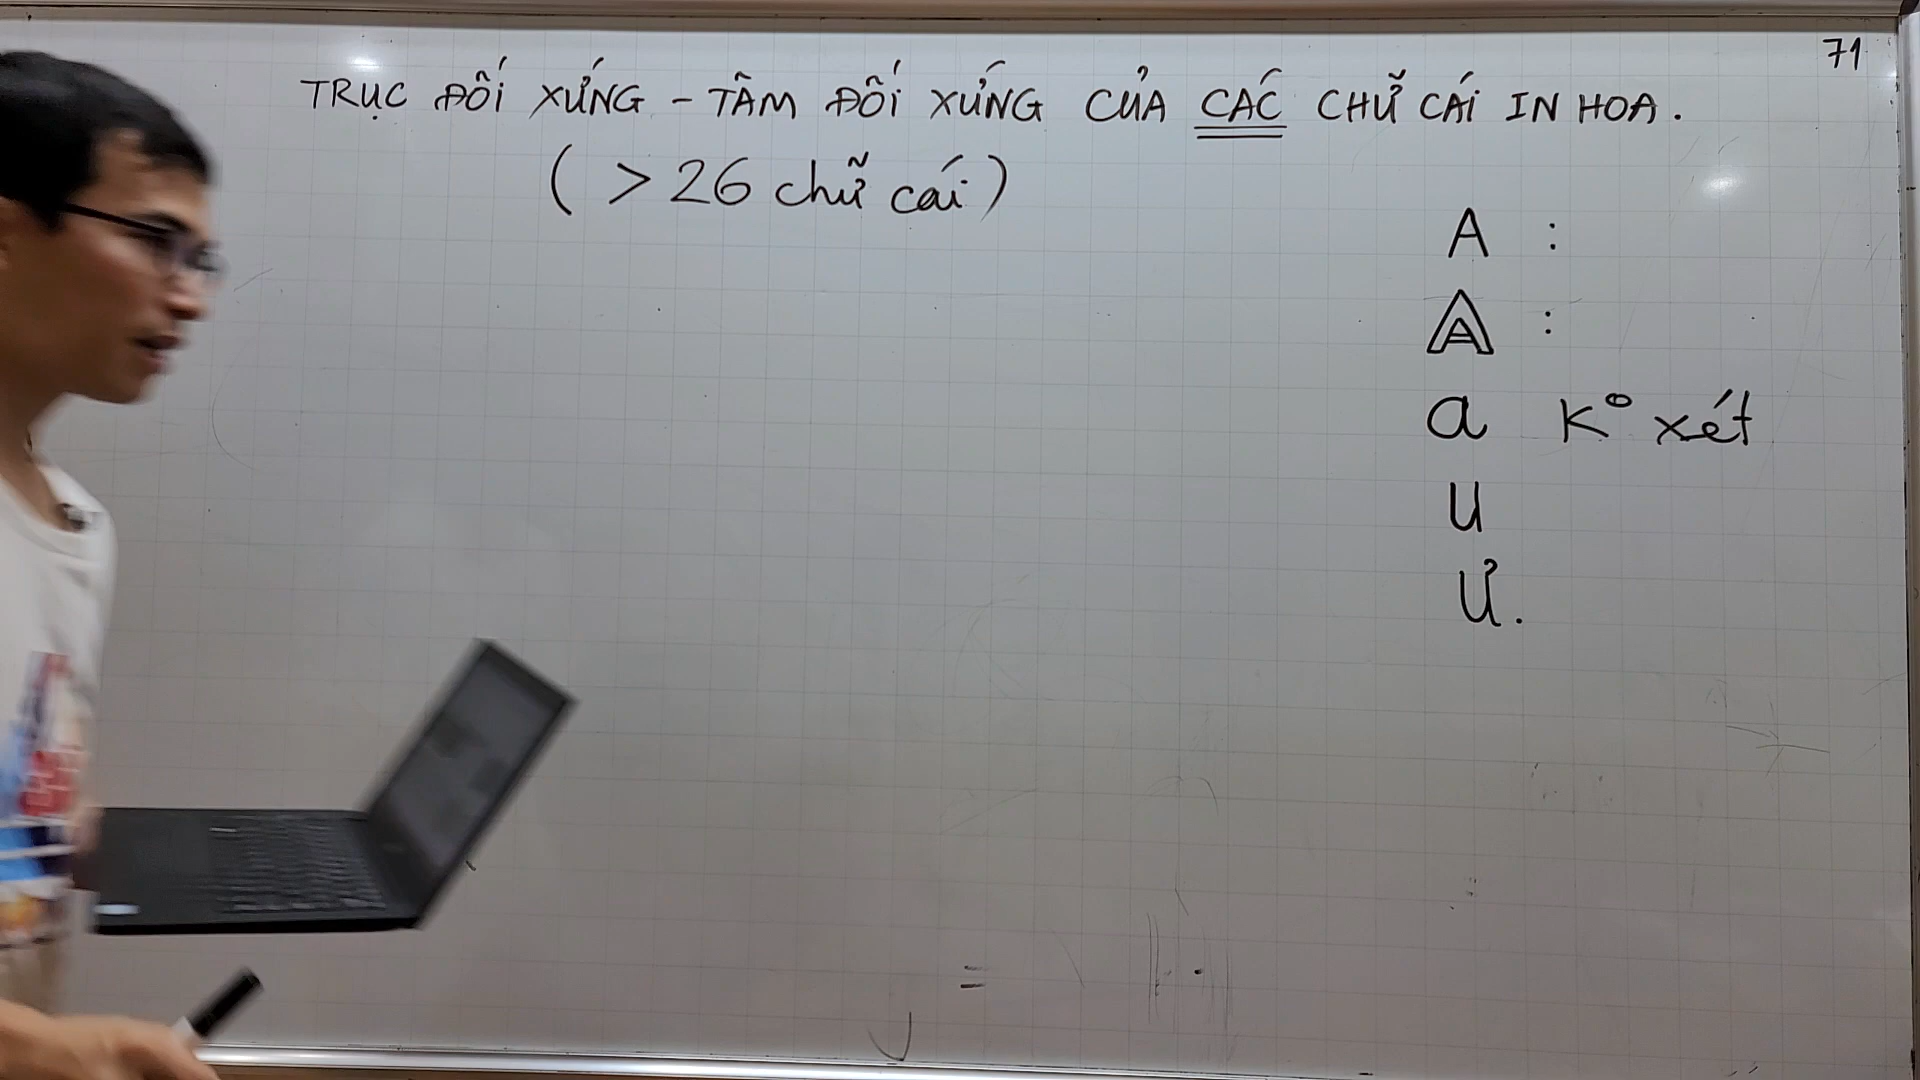 71
TRỤC ĐỐI XỨNG - TÂM ĐỐI XỨNG CỦA CÁC CHỮ CÁI IN HOA.
( > 26 chữ cái )
A :
A :
a K° xét
U
Ư.